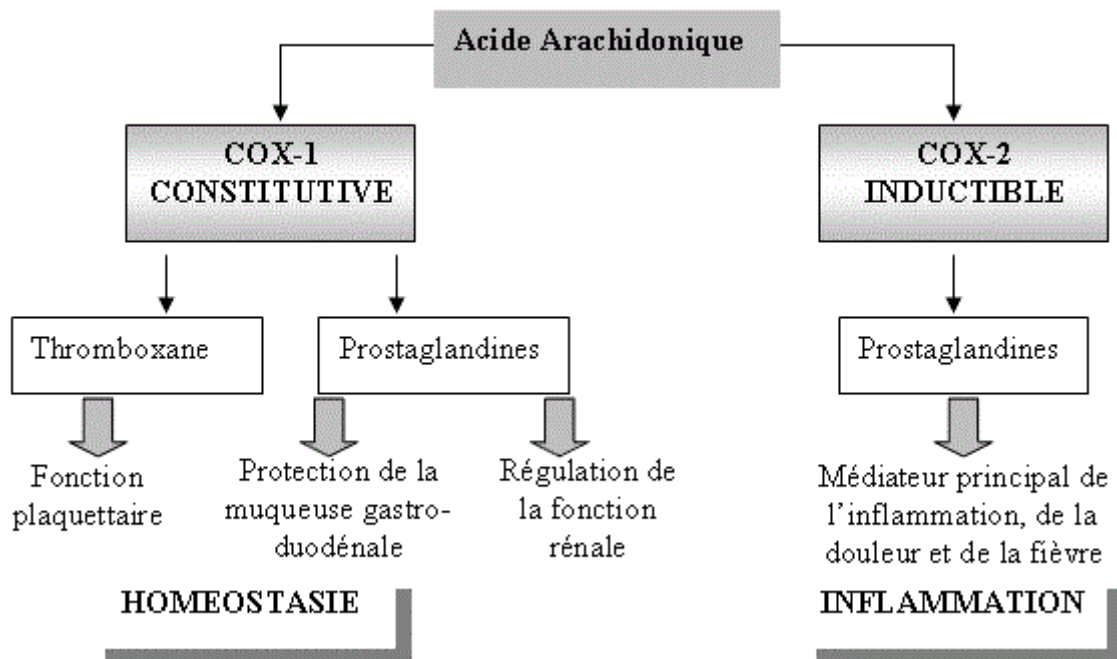 Acide Arachidonique
COX-1
CONSTITUTIVE
COX-2
INDUCTIBLE
Thromboxane
Prostaglandines
Prostaglandines
Fonction
plaquettaire
Protection de la
muqueuse gastro-
duodénale
Régulation de
la fonction
rénale
Médiateur principal de
l'inflammation, de la
douleur et de la fièvre
HOMEOSTASIE
INFLAMMATION